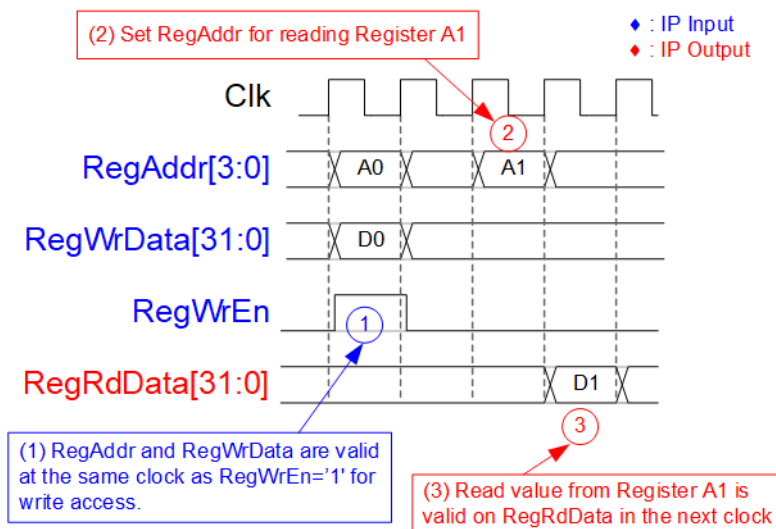 (2) Set RegAddr for reading Register A1
♦ : IP Input
♦ : IP Output
Clk
2
RegAddr[3:0]
A0
A1
RegWrData[31:0]
D0
RegWrEn
1
RegRdData[31:0]
D1
3
(1) RegAddr and RegWrData are valid
at the same clock as RegWrEn='1' for
write access.
(3) Read value from Register A1 is
valid on RegRdData in the next clock